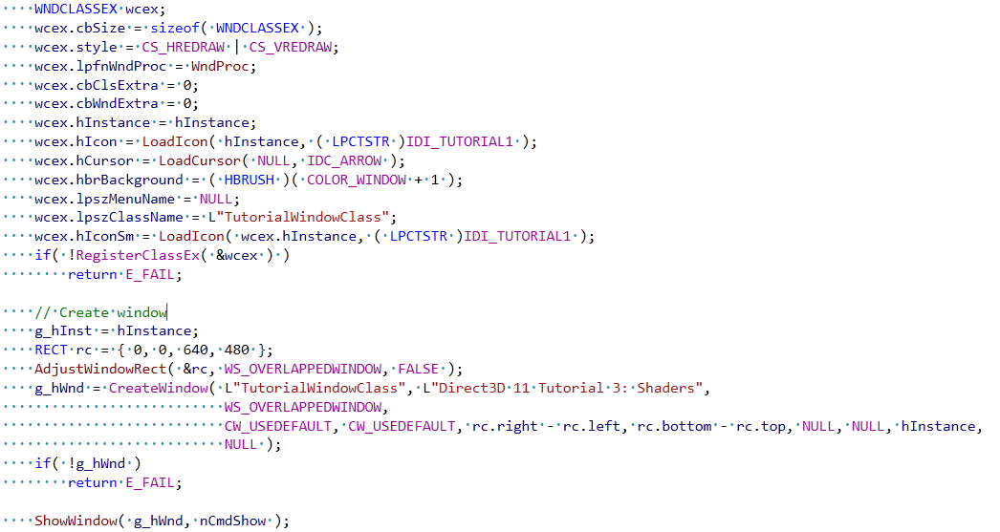 WNDCLASSEX wcex;
    wcex.cbSize = sizeof( WNDCLASSEX );
    wcex.style = CS_HREDRAW | CS_VREDRAW;
    wcex.lpfnWndProc = WndProc;
    wcex.cbClsExtra = 0;
    wcex.cbWndExtra = 0;
    wcex.hInstance = hInstance;
    wcex.hIcon = LoadIcon( hInstance, ( LPCTSTR )IDI_TUTORIAL1 );
    wcex.hCursor = LoadCursor( NULL, IDC_ARROW );
    wcex.hbrBackground = ( HBRUSH )( COLOR_WINDOW + 1 );
    wcex.lpszMenuName = NULL;
    wcex.lpszClassName = L"TutorialWindowClass";
    wcex.hIconSm = LoadIcon( wcex.hInstance, ( LPCTSTR )IDI_TUTORIAL1 );
    if( !RegisterClassEx( &wcex ) )
        return E_FAIL;

    // Create window
    g_hInst = hInstance;
    RECT rc = { 0, 0, 640, 480 };
    AdjustWindowRect( &rc, WS_OVERLAPPEDWINDOW, FALSE );
    g_hWnd = CreateWindow( L"TutorialWindowClass", L"Direct3D 11 Tutorial 3: Shaders",
                           WS_OVERLAPPEDWINDOW,
                           CW_USEDEFAULT, CW_USEDEFAULT, rc.right - rc.left, rc.bottom - rc.top, NULL, NULL, hInstance,
                           NULL );
    if( !g_hWnd )
        return E_FAIL;

    ShowWindow( g_hWnd, nCmdShow );